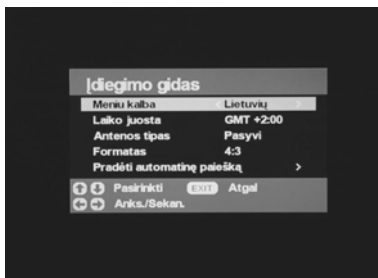 Įdiegimo gidas
Meniu kalba < Lietuvių >
Laiko juosta GMT +2:00
Antenos tipas Pasyvi
Formatas 4:3
Pradėti automatinę paiešką >
Pasirinkti EXIT Atgal
Anks./Sekan.